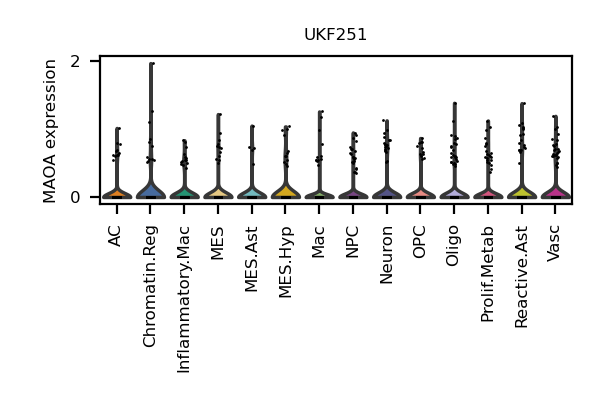 UKF251
MAOA expression
2
0
AC
Chromatin.Reg
Inflammatory.Mac
MES
MES.Ast
MES.Hyp
Mac
NPC
Neuron
OPC
Oligo
Prolif.Metab
Reactive.Ast
Vasc